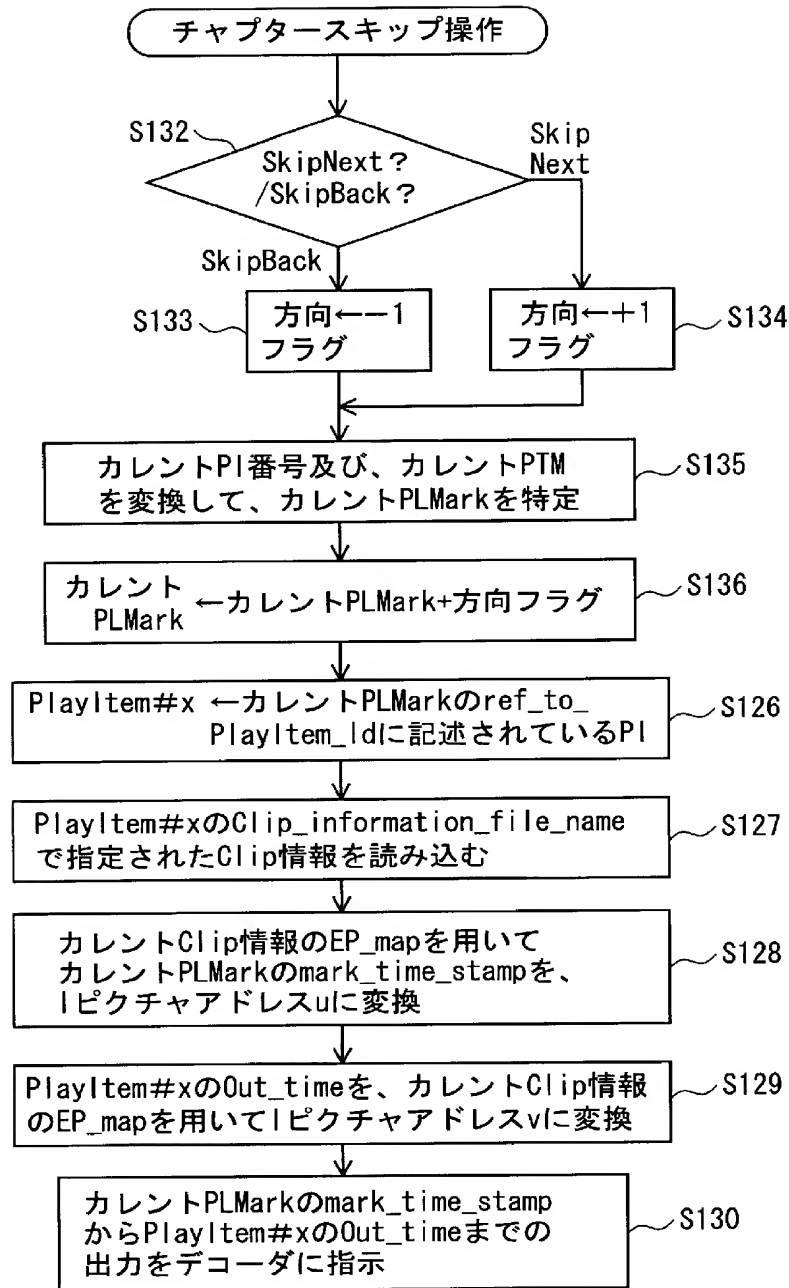 チャプタースキップ操作
S132
SkipNext?
/SkipBack?
Skip
Next
SkipBack
S133
方向←−1
フラグ
方向←+1
フラグ
S134
カレントPI番号及び、カレントPTM
を変換して、カレントPLMarkを特定
S135
カレント
PLMark ←カレントPLMark+方向フラグ
S136
PlayItem#x ←カレントPLMarkのref_to_
PlayItem_Idに記述されているPI
S126
PlayItem#xのClip_information_file_name
で指定されたClip情報を読み込む
S127
カレントClip情報のEP_mapを用いて
カレントPLMarkのmark_time_stampを、
Iピクチャアドレスuに変換
S128
PlayItem#xのOut_timeを、カレントClip情報
のEP_mapを用いてIピクチャアドレスvに変換
S129
カレントPLMarkのmark_time_stamp
からPlayItem#xのOut_timeまでの
出力をデコーダに指示
S130